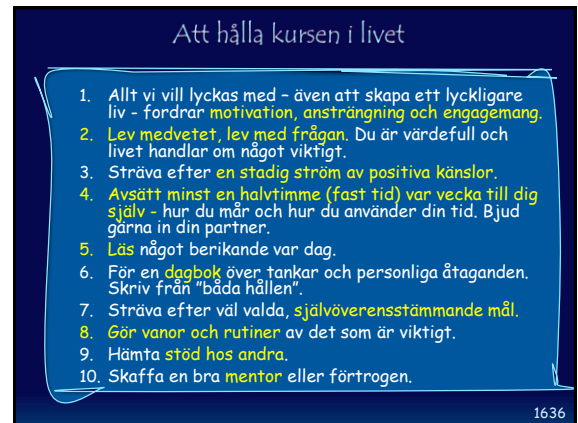 Att hålla kursen i livet
1. Allt vi vill lyckas med – även att skapa ett lyckligare
liv - fordrar motivation, ansträngning och engagemang.
2. Lev medvetet, lev med frågan. Du är värdefull och
livet handlar om något viktigt.
3. Sträva efter en stadig ström av positiva känslor.
4. Avsätt minst en halvtimme (fast tid) var vecka till dig
själv - hur du mår och hur du använder din tid. Bjud
gärna in din partner.
5. Läs något berikande var dag.
6. För en dagbok över tankar och personliga åtaganden.
Skriv från ”båda hållen”.
7. Sträva efter väl valda, självöverensstämmande mål.
8. Gör vanor och rutiner av det som är viktigt.
9. Hämta stöd hos andra.
10. Skaffa en bra mentor eller förtrogen.
1636